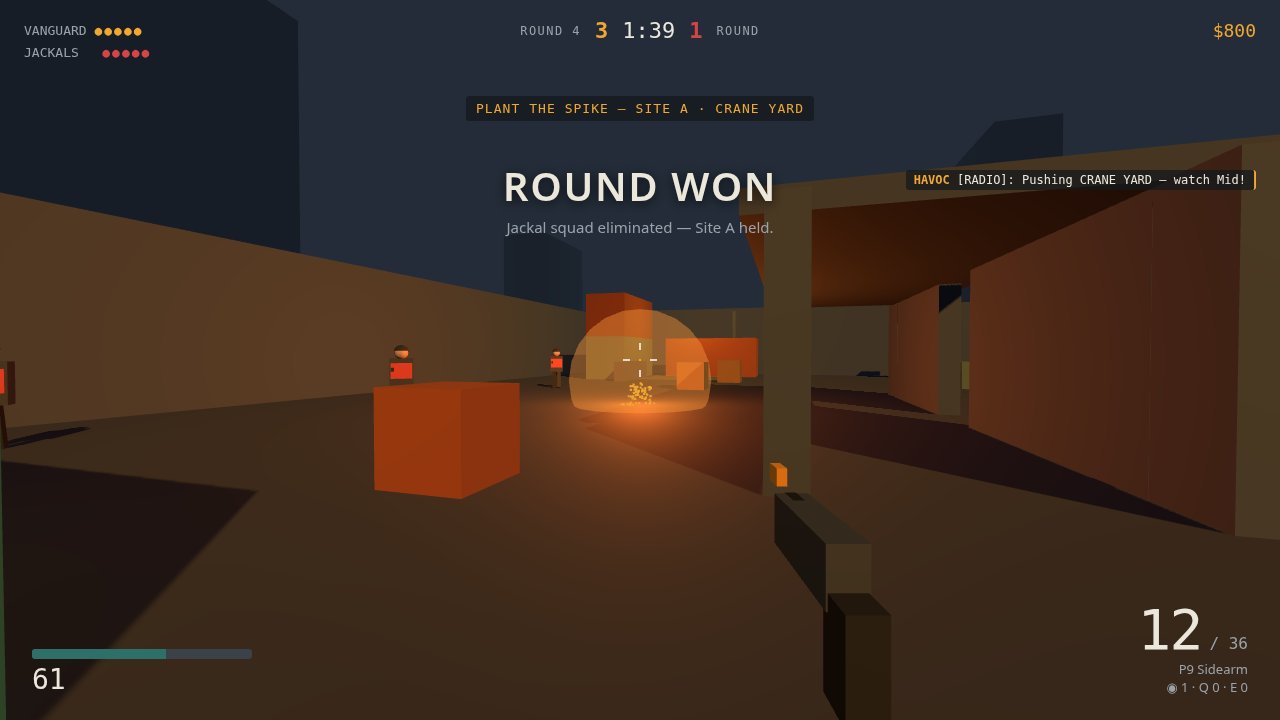 VANGUARD ●●●●●
JACKALS ●●●●●
ROUND 4 3 1:39 1 ROUND
$800
PLANT THE SPIKE — SITE A · CRANE YARD
HAVOC [RADIO]: Pushing CRANE YARD — watch Mid!
ROUND WON
Jackal squad eliminated — Site A held.
61
12 / 36
P9 Sidearm
◉ 1 · Q 0 · E 0